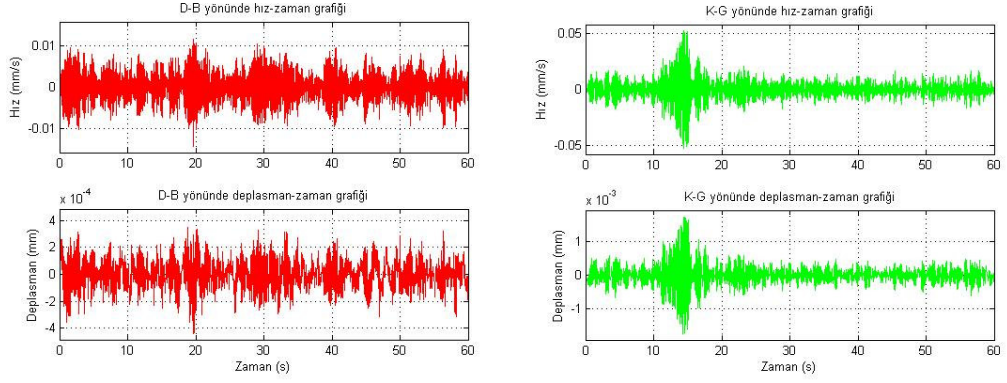 D-B yönünde hız-zaman grafiği
Hız (mm/s)
0.01
0
-0.01
0 10 20 30 40 50 60
x 10⁻⁴
D-B yönünde deplasman-zaman grafiği
Deplasman (mm)
4
2
0
-2
-4
0 10 20 30 40 50 60
Zaman (s)
K-G yönünde hız-zaman grafiği
Hız (mm/s)
0.05
0
-0.05
0 10 20 30 40 50 60
x 10⁻³
K-G yönünde deplasman-zaman grafiği
Deplasman (mm)
1
0
-1
0 10 20 30 40 50 60
Zaman (s)